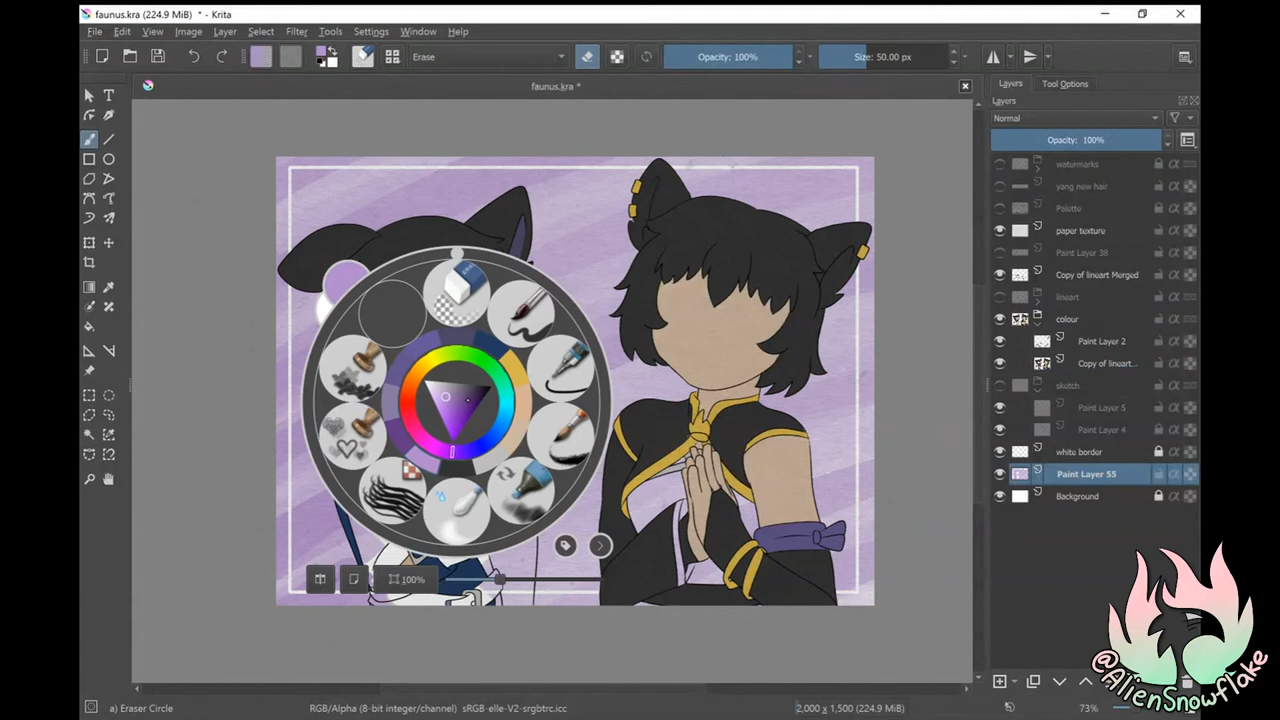 faunus.kra (224.9 MiB) * - Krita
File Edit View Image Layer Select Filter Tools Settings Window Help
Erase Opacity: 100% Size: 50.00 px
faunus.kra *
Layers Tool Options
Layers
Normal
Opacity: 100%
watermarks
yang new hair
Palette
paper texture
Paint Layer 38
Copy of lineart Merged
lineart
colour
Paint Layer 2
Copy of lineart...
sketch
Paint Layer 5
Paint Layer 4
white border
Paint Layer 55
Background
100%
@AlienSnowflake
a) Eraser Circle RGB/Alpha (8-bit integer/channel) sRGB-elle-V2-srgbtrc.icc 2,000 x 1,500 (224.9 MiB) 73%